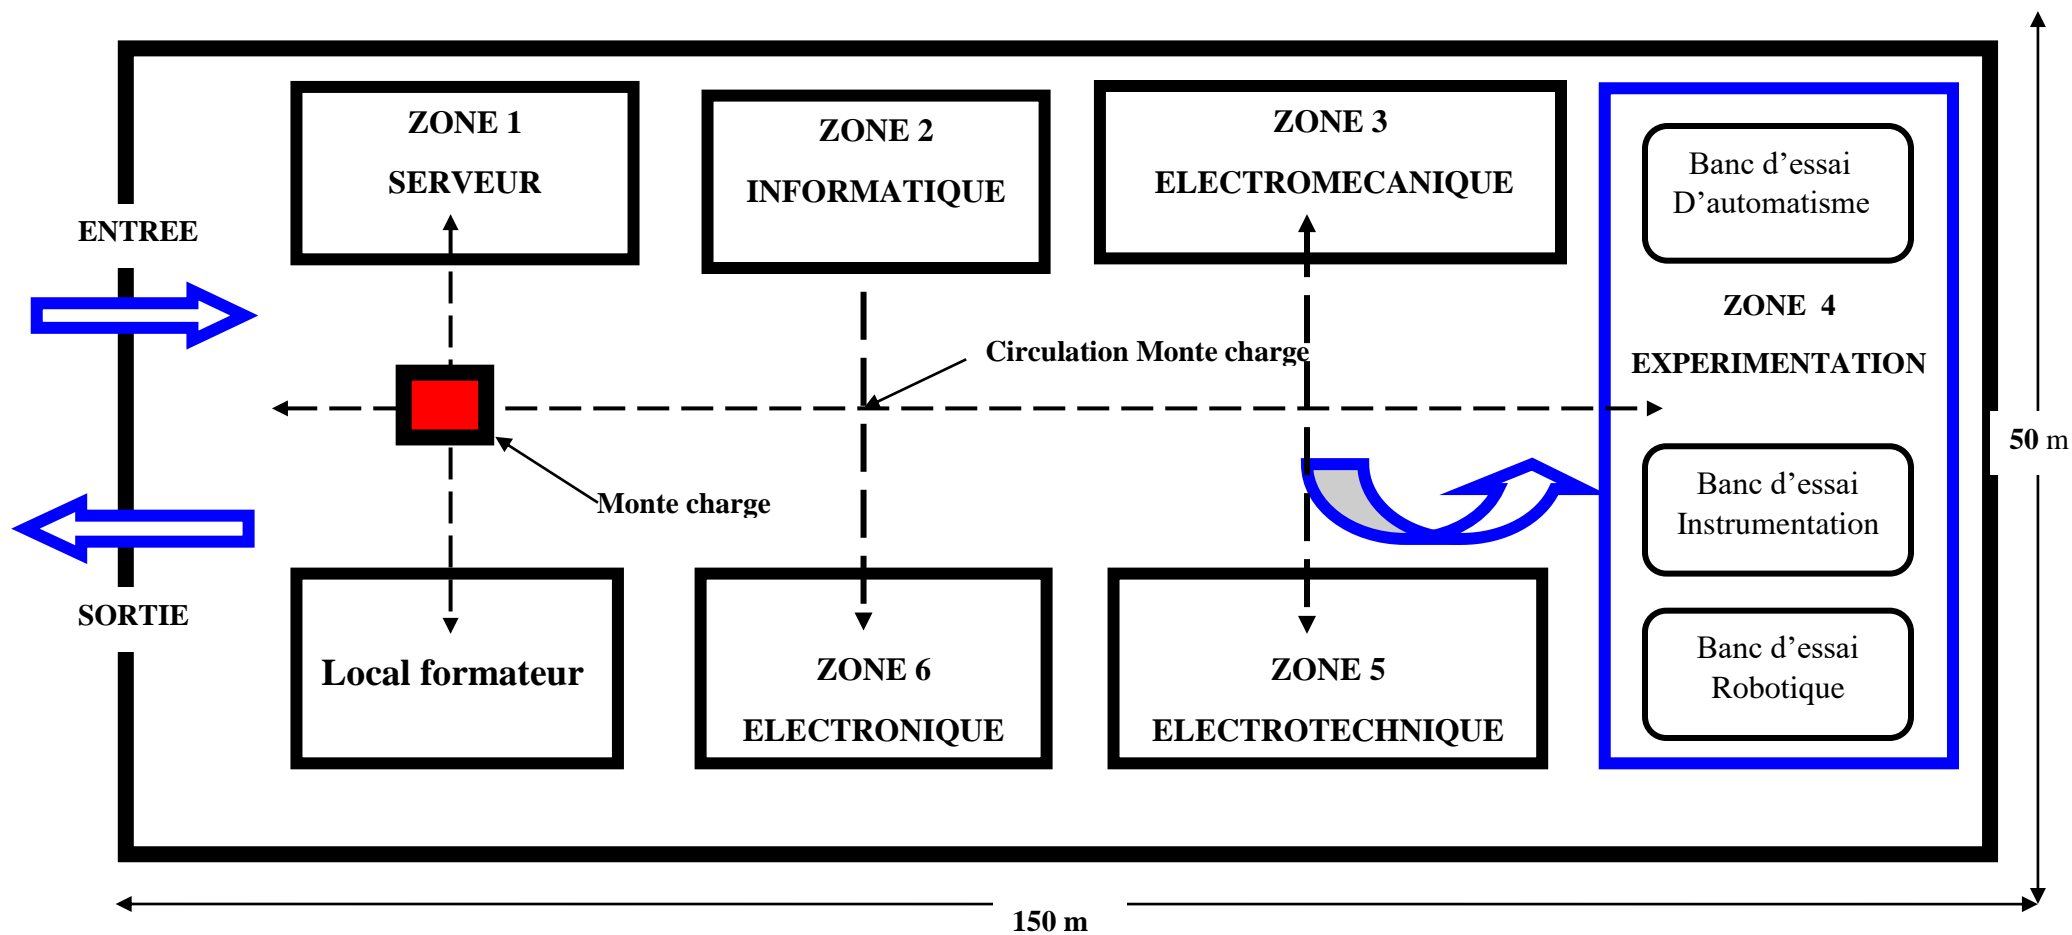 ZONE 1
SERVEUR
ZONE 2
INFORMATIQUE
ZONE 3
ELECTROMECANIQUE
Banc d’essai
D’automatisme
ZONE 4
EXPERIMENTATION
Banc d’essai
Instrumentation
Banc d’essai
Robotique
ENTREE
Circulation Monte charge
50 m
Monte charge
SORTIE
Local formateur
ZONE 6
ELECTRONIQUE
ZONE 5
ELECTROTECHNIQUE
150 m